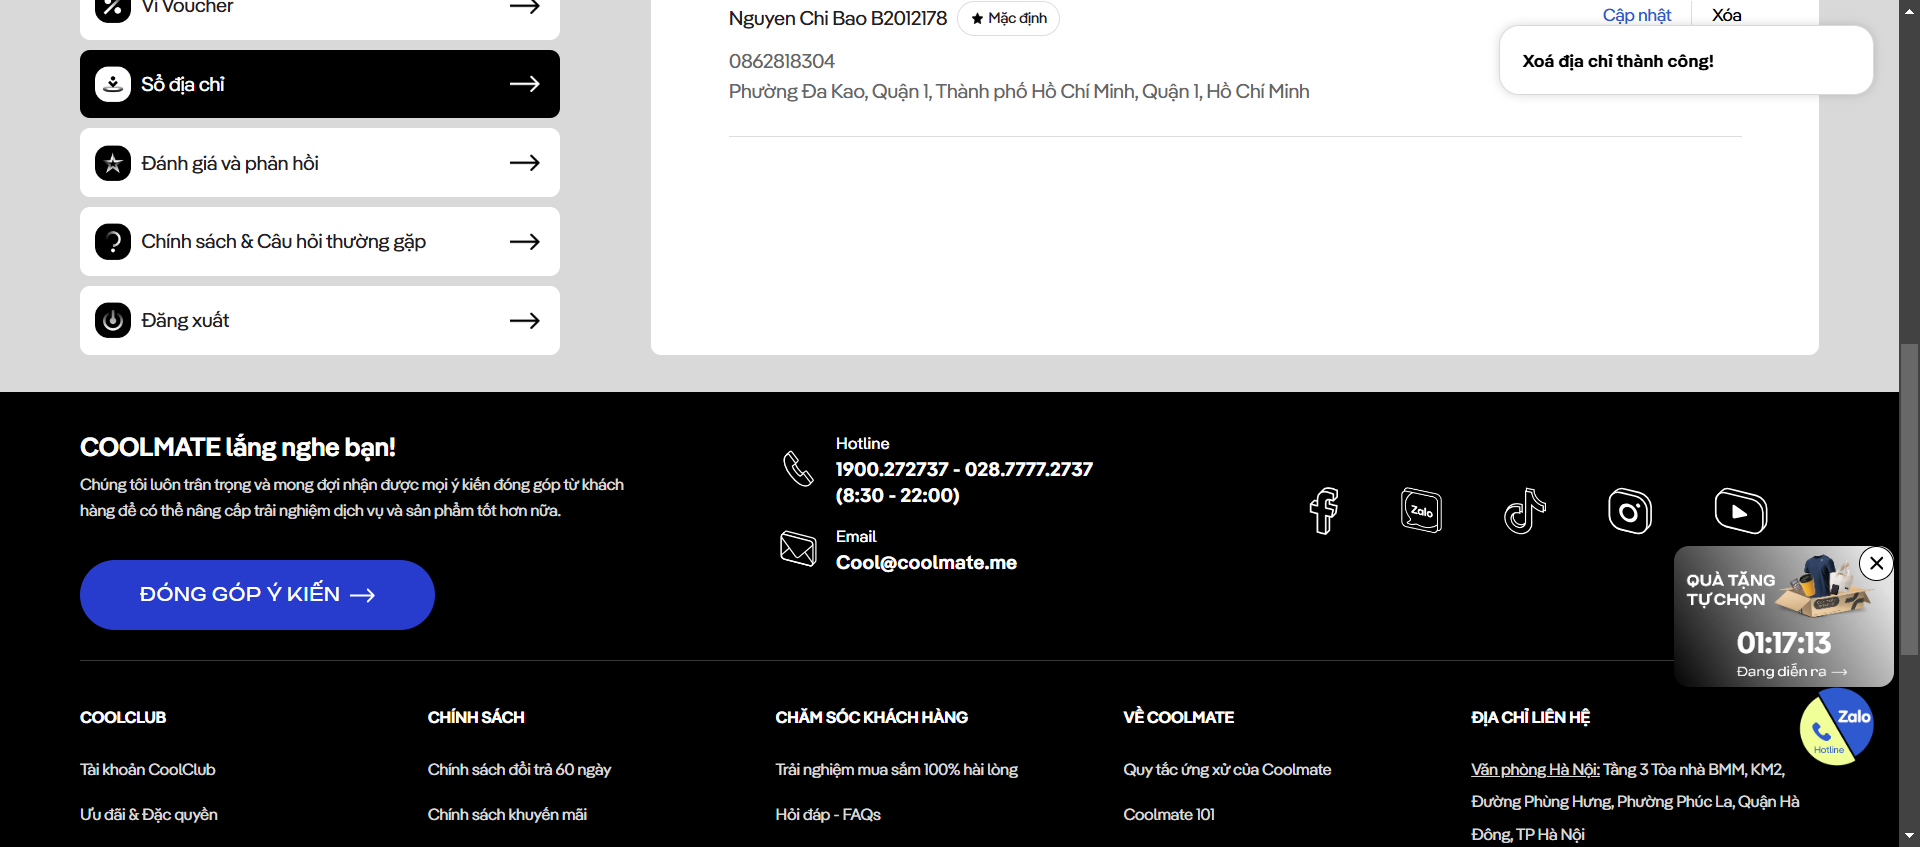 Ví Voucher
Sổ địa chỉ
Đánh giá và phản hồi
Chính sách & Câu hỏi thường gặp
Đăng xuất
Nguyen Chi Bao B2012178
Mặc định
Cập nhật
Xóa
0862818304
Phường Đa Kao, Quận 1, Thành phố Hồ Chí Minh, Quận 1, Hồ Chí Minh
Xoá địa chỉ thành công!
COOLMATE lắng nghe bạn!
Chúng tôi luôn trân trọng và mong đợi nhận được mọi ý kiến đóng góp từ khách
hàng để có thể nâng cấp trải nghiệm dịch vụ và sản phẩm tốt hơn nữa.
ĐÓNG GÓP Ý KIẾN
Hotline
1900.272737 - 028.7777.2737
(8:30 - 22:00)
Email
Cool@coolmate.me
Zalo
QUÀ TẶNG
TỰ CHỌN
01:17:13
Đang diễn ra
Zalo
Hotline
COOLCLUB
Tài khoản CoolClub
Ưu đãi & Đặc quyền
CHÍNH SÁCH
Chính sách đổi trả 60 ngày
Chính sách khuyến mãi
CHĂM SÓC KHÁCH HÀNG
Trải nghiệm mua sắm 100% hài lòng
Hỏi đáp - FAQs
VỀ COOLMATE
Quy tắc ứng xử của Coolmate
Coolmate 101
ĐỊA CHỈ LIÊN HỆ
Văn phòng Hà Nội: Tầng 3 Tòa nhà BMM, KM2,
Đường Phùng Hưng, Phường Phúc La, Quận Hà
Đông, TP Hà Nội